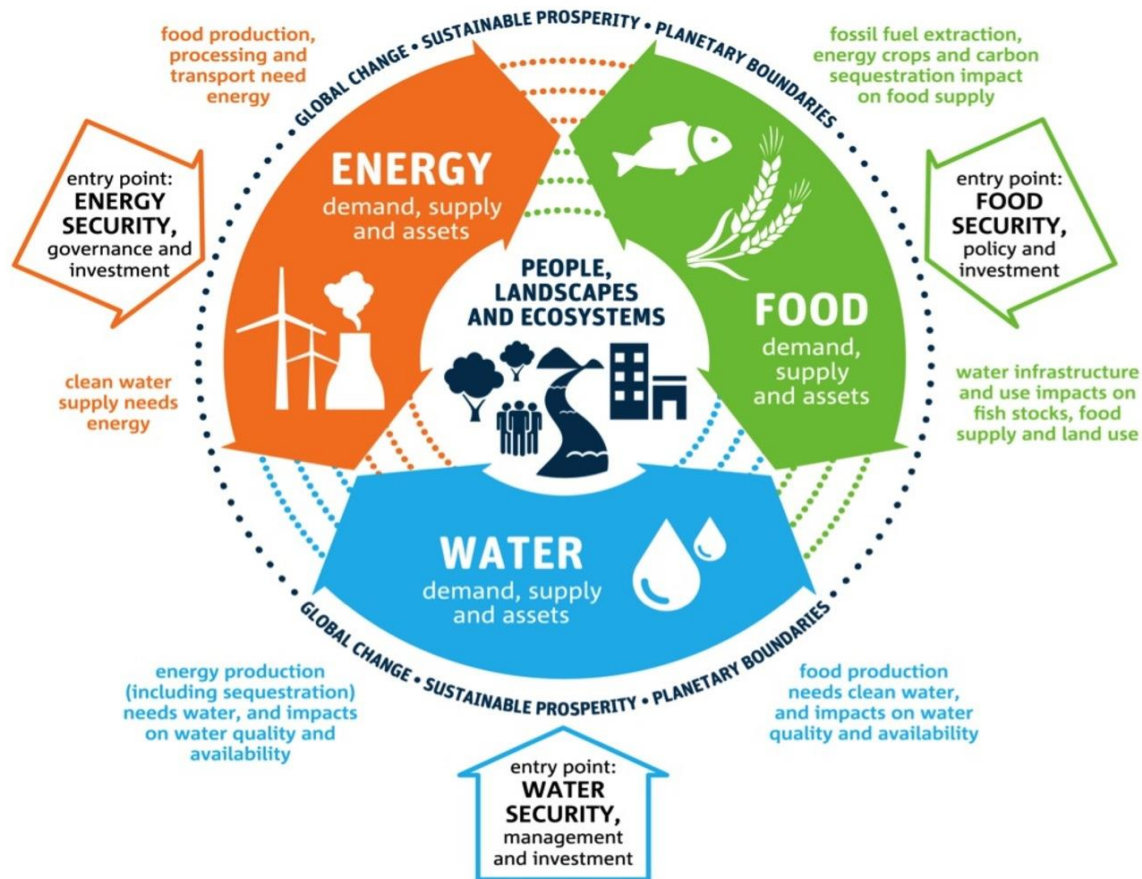 GLOBAL CHANGE • SUSTAINABLE PROSPERITY • PLANETARY BOUNDARIES
food production,
processing and
transport need
energy
fossil fuel extraction,
energy crops and carbon
sequestration impact
on food supply
entry point:
ENERGY
SECURITY,
governance and
investment
ENERGY
demand, supply
and assets
entry point:
FOOD
SECURITY,
policy and
investment
PEOPLE,
LANDSCAPES
AND ECOSYSTEMS
FOOD
demand,
supply
and assets
clean water
supply needs
energy
water infrastructure
and use impacts on
fish stocks, food
supply and land use
WATER
demand, supply
and assets
GLOBAL CHANGE • SUSTAINABLE PROSPERITY • PLANETARY BOUNDARIES
energy production
(including sequestration)
needs water, and impacts
on water quality and
availability
food production
needs clean water,
and impacts on water
quality and availability
entry point:
WATER
SECURITY,
management
and investment